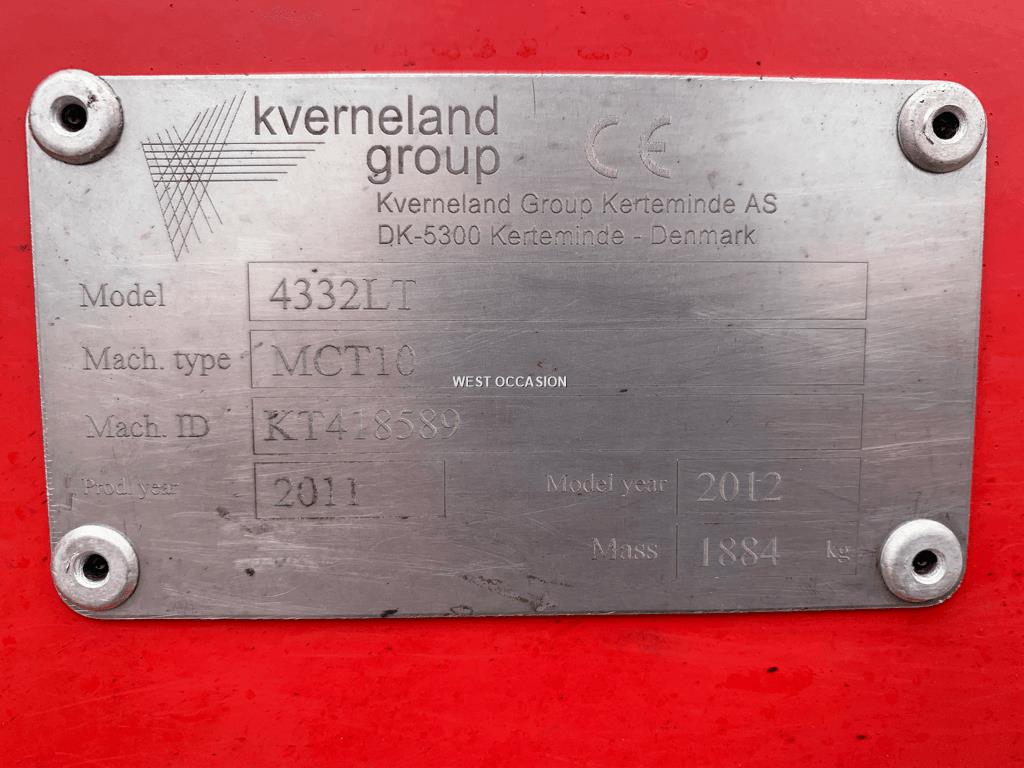 kverneland
group
CE
Kverneland Group Kerteminde AS
DK-5300 Kerteminde - Denmark
Model 4332LT
Mach. type MCT10
WEST OCCASION
Mach. ID KT418589
Prod. year 2011 Model year 2012
Mass 1884 kg